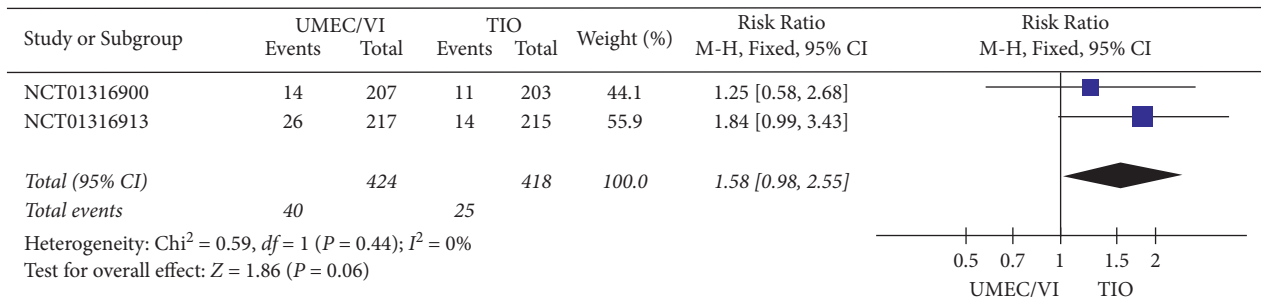 Study or Subgroup UMEC/VI TIO Weight (%) Risk Ratio Risk Ratio
Events Total Events Total M-H, Fixed, 95% CI M-H, Fixed, 95% CI
NCT01316900 14 207 11 203 44.1 1.25 [0.58, 2.68]
NCT01316913 26 217 14 215 55.9 1.84 [0.99, 3.43]
Total (95% CI) 424 418 100.0 1.58 [0.98, 2.55]
Total events 40 25
Heterogeneity: Chi² = 0.59, df = 1 (P = 0.44); I² = 0%
Test for overall effect: Z = 1.86 (P = 0.06)
0.5 0.7 1 1.5 2
UMEC/VI TIO